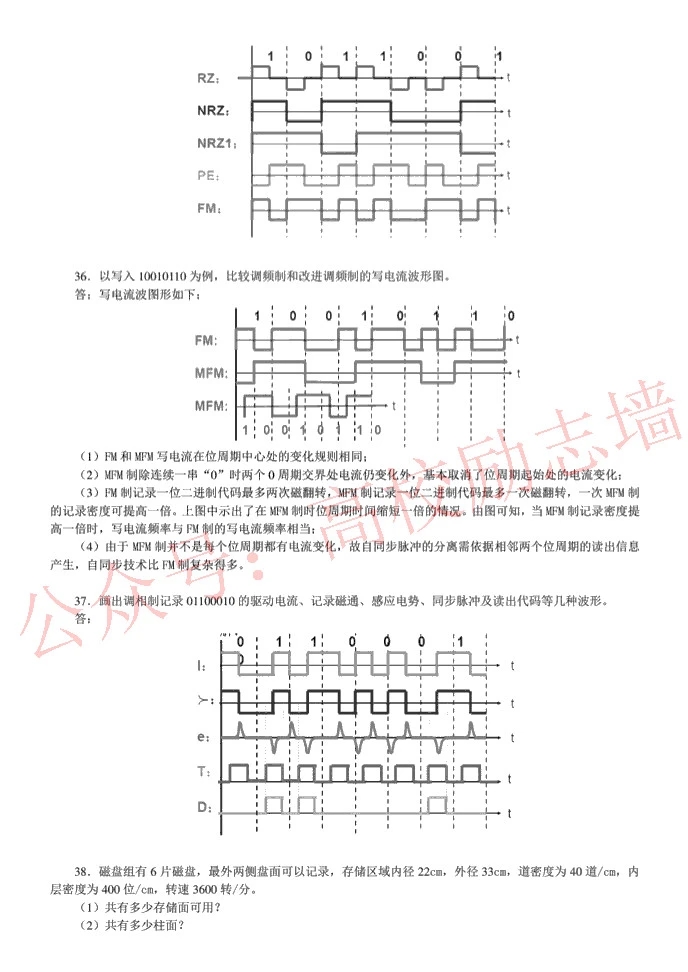 1 0 1 1 0 0 1
RZ: t
NRZ: t
NRZ1: t
PE: t
FM: t
36. 以写入 10010110 为例，比较调频制和改进调频制的写电流波形图。
答：写电流波图形如下：
1 0 0 1 0 1 1 0
FM: t
MFM: t
MFM: t
1 0 0 1 0 1 1 0
（1）FM 和 MFM 写电流在位周期中心处的变化规则相同；
（2）MFM 制除连续一串“0”时两个 0 周期交界处电流仍变化外，基本取消了位周期起始处的电流变化；
（3）FM 制记录一位二进制代码最多两次磁翻转，MFM 制记录一位二进制代码最多一次磁翻转，一次 MFM 制
的记录密度可提高一倍。上图中示出了在 MFM 制时位周期时间缩短一倍的情况。由图可知，当 MFM 制记录密度提
高一倍时，写电流频率与 FM 制的写电流频率相当；
（4）由于 MFM 制并不是每个位周期都有电流变化，故自同步脉冲的分离需依据相邻两个位周期的读出信息
产生，自同步技术比 FM 制复杂得多。
37. 画出调相制记录 01100010 的驱动电流、记录磁通、感应电势、同步脉冲及读出代码等几种波形。
答：
0 1 1 0 0 0 1
0
I: t
t
e: t
T: t
D: t
38. 磁盘组有 6 片磁盘，最外两侧盘面可以记录，存储区域内径 22cm，外径 33cm，道密度为 40 道/cm，内
层密度为 400 位/cm，转速 3600 转/分。
（1）共有多少存储面可用？
（2）共有多少柱面？
公众号：高校励志墙